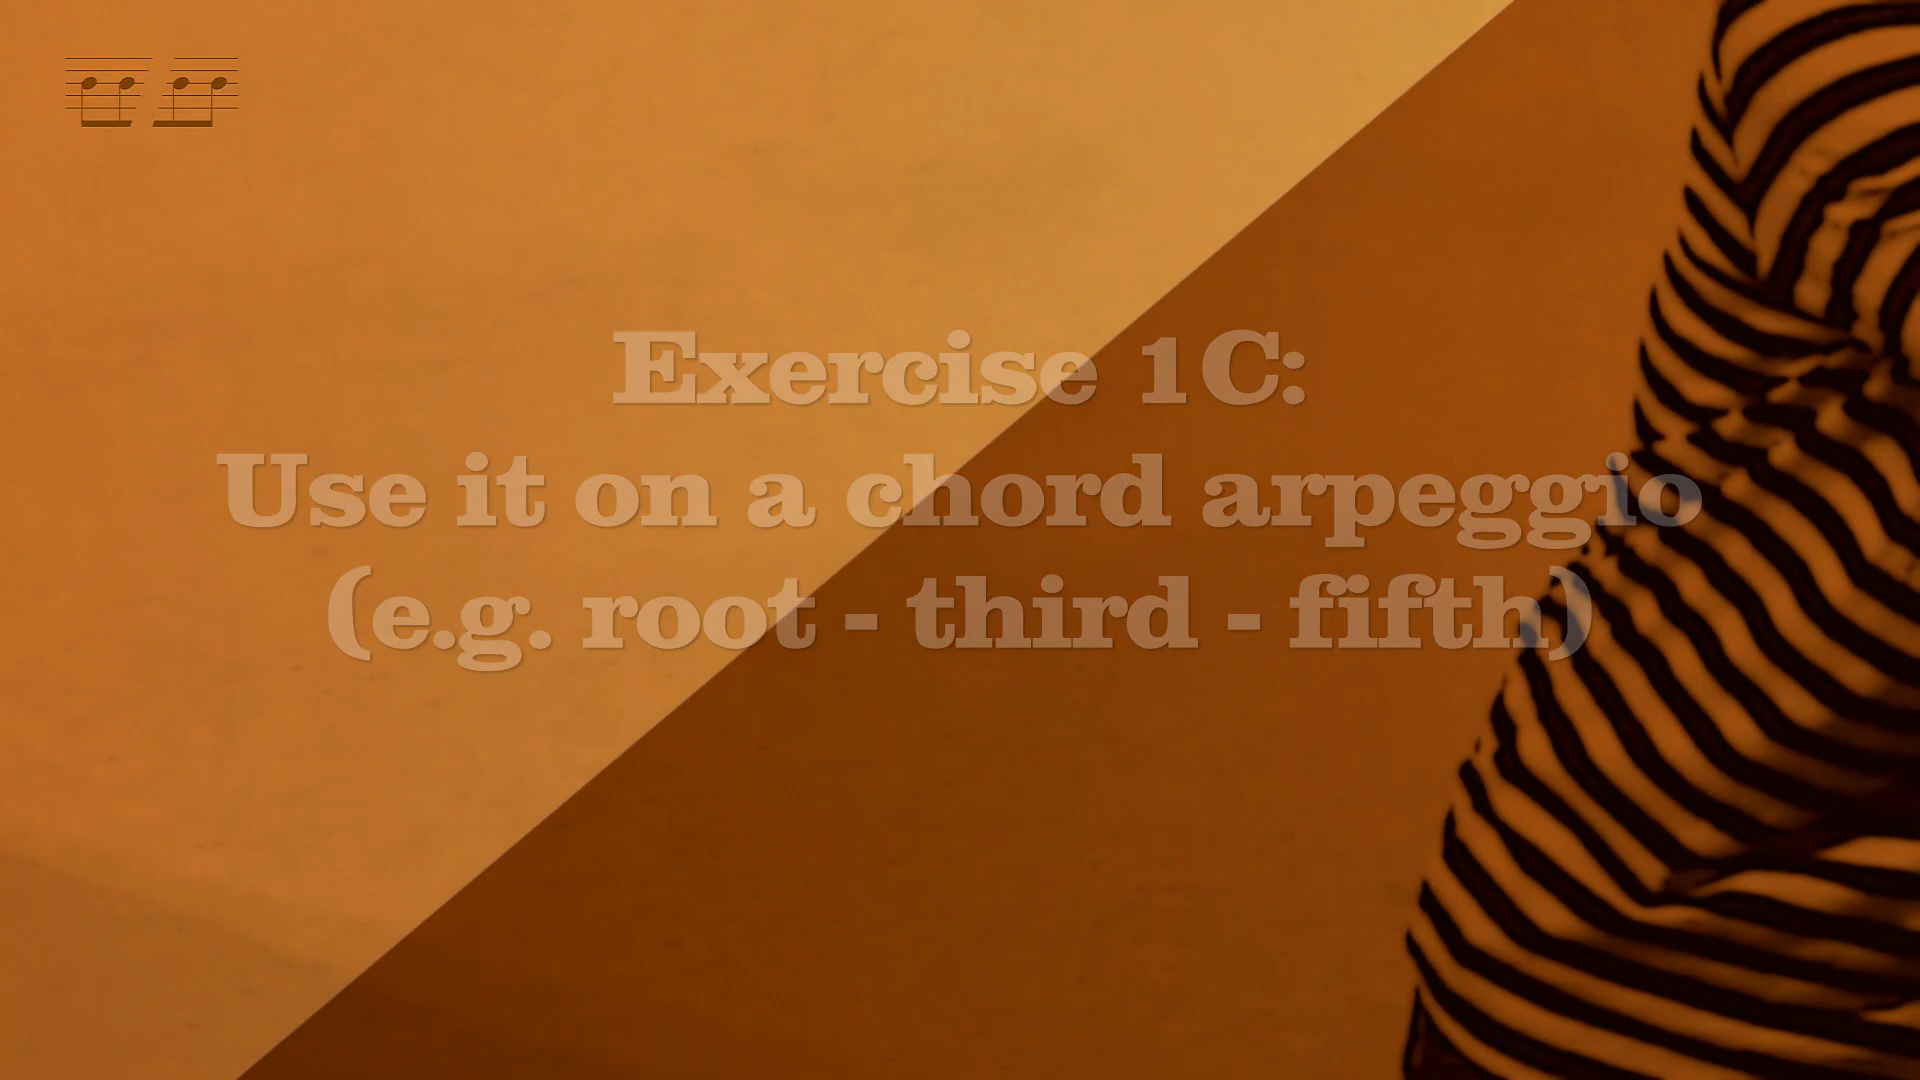 Exercise 1C:
Use it on a chord arpeggio
(e.g. root - third - fifth)